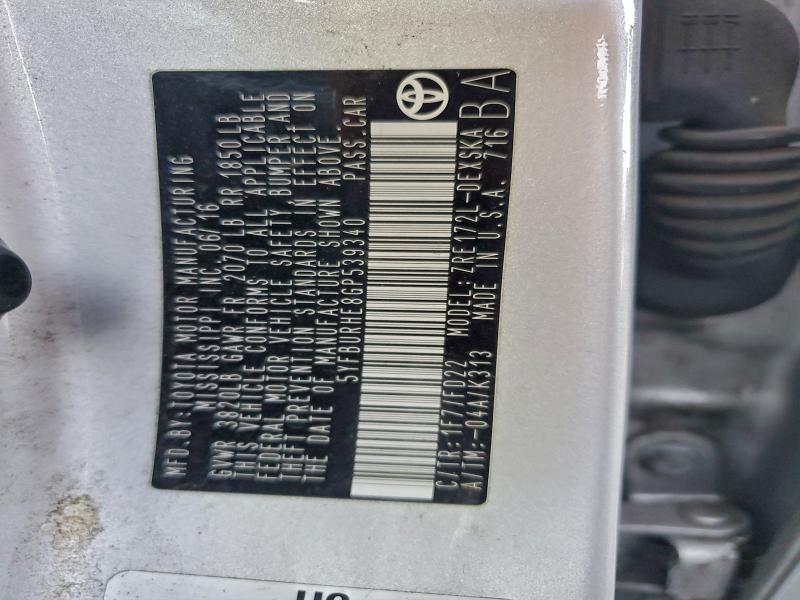 MFD.BY:TOYOTA MOTOR MANUFACTURING
MISSISSIPPI INC. 06/16
GVWR 3820LB GAWR FR 2070 LB RR 1850LB
THIS VEHICLE CONFORMS TO ALL APPLICABLE
FEDERAL MOTOR VEHICLE SAFETY BUMPER AND
THEFT PREVENTION STANDARDS IN EFFECT ON
THE DATE OF MANUFACTURE SHOWN ABOVE.
5YFBURHE8GP539340 PASS.CAR
C/TR:1F7/FD22 MODEL:ZRE172L-DEXSKA
A/TM:-04A/K313 MADE IN U.S.A. 716 BA